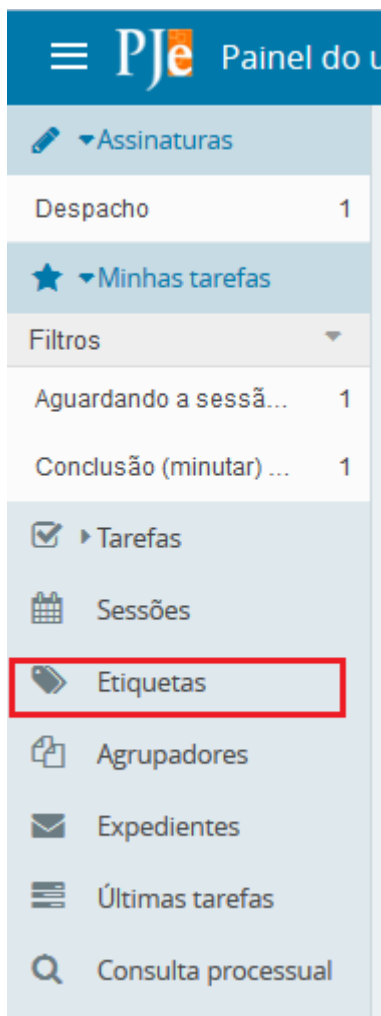 PJe Painel do u
Assinaturas
Despacho 1
Minhas tarefas
Filtros
Aguardando a sessã... 1
Conclusão (minutar) ... 1
Tarefas
Sessões
Etiquetas
Agrupadores
Expedientes
Últimas tarefas
Consulta processual